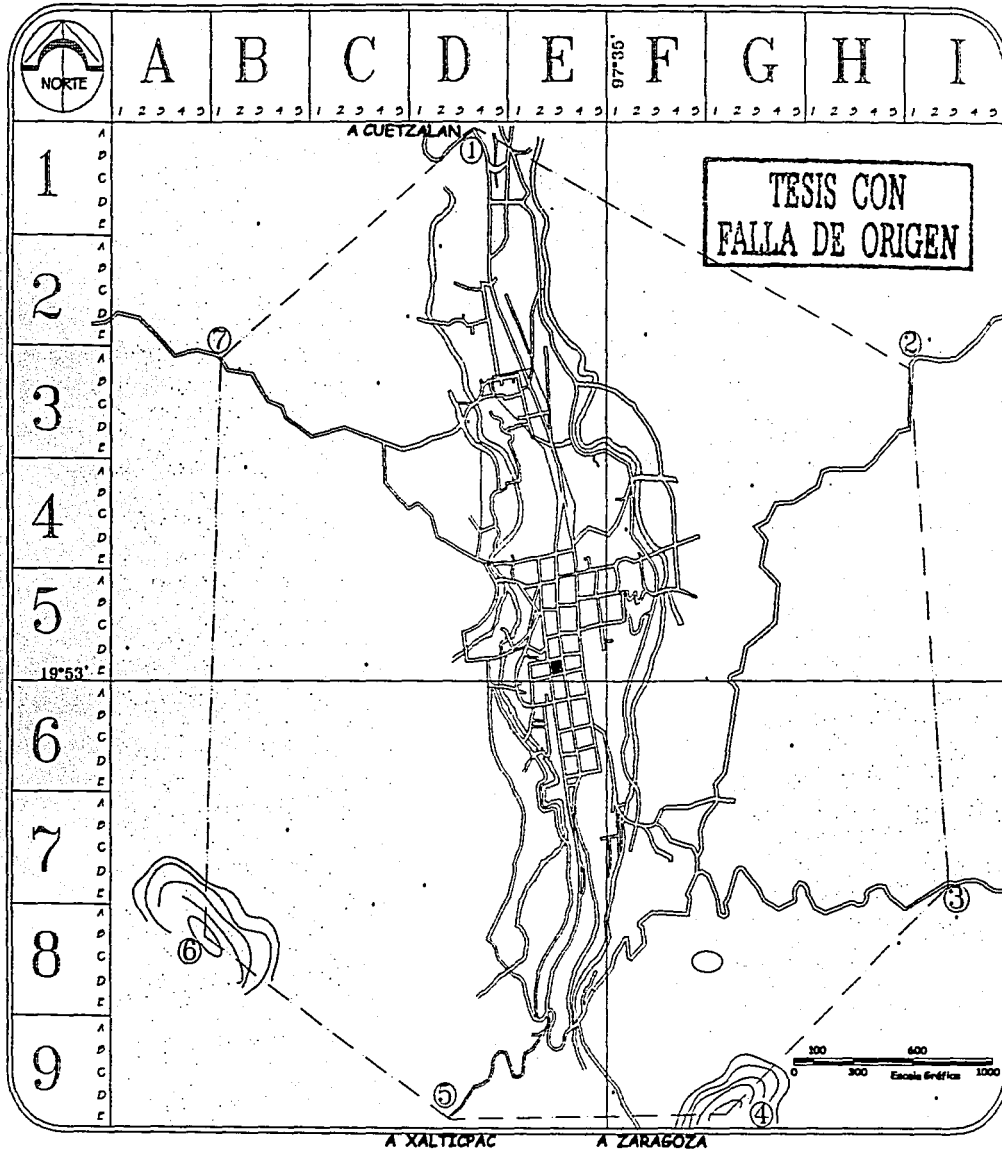 NORTE
A B C D E F G H I
97°35'
1 2 3 4 5 1 2 3 4 5 1 2 3 4 5 1 2 3 4 5 1 2 3 4 5 1 2 3 4 5 1 2 3 4 5 1 2 3 4 5 1 2 3 4 5
A CUETZALAN
1
TESIS CON
FALLA DE ORIGEN
1
A
B
C
D
E
2
A
B
C
D
E
7
2
3
A
B
C
D
E
4
A
B
C
D
E
5
A
B
C
D
19°53' E
6
A
B
C
D
E
7
A
B
C
D
E
3
8
A
B
C
D
E
6
9
A
B
C
D
E
100 600
0 300 Escala Gráfica 1000
5
4
A XALTICPAC A ZARAGOZA